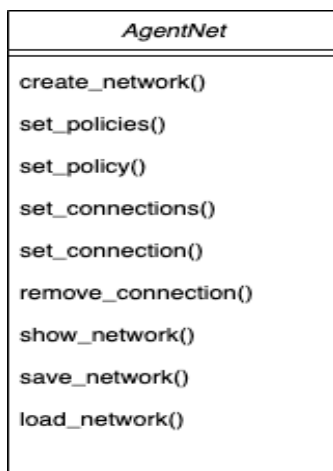 AgentNet
create_network()
set_policies()
set_policy()
set_connections()
set_connection()
remove_connection()
show_network()
save_network()
load_network()